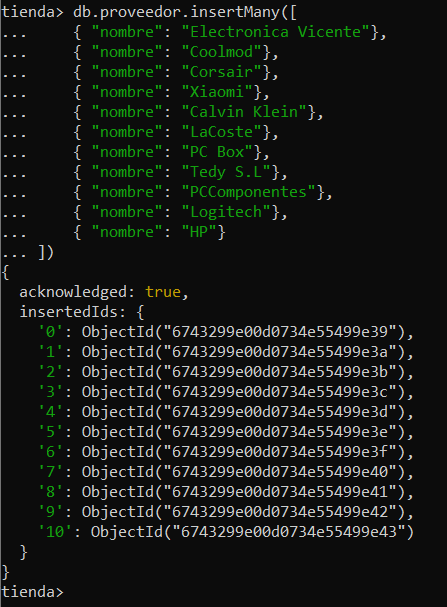 tienda> db.proveedor.insertMany([
... { "nombre": "Electronica Vicente"},
... { "nombre": "Coolmod"},
... { "nombre": "Corsair"},
... { "nombre": "Xiaomi"},
... { "nombre": "Calvin Klein"},
... { "nombre": "LaCoste"},
... { "nombre": "PC Box"},
... { "nombre": "Tedy S.L"},
... { "nombre": "PCComponentes"},
... { "nombre": "Logitech"},
... { "nombre": "HP"}
... ])
{
  acknowledged: true,
  insertedIds: {
    '0': ObjectId("6743299e00d0734e55499e39"),
    '1': ObjectId("6743299e00d0734e55499e3a"),
    '2': ObjectId("6743299e00d0734e55499e3b"),
    '3': ObjectId("6743299e00d0734e55499e3c"),
    '4': ObjectId("6743299e00d0734e55499e3d"),
    '5': ObjectId("6743299e00d0734e55499e3e"),
    '6': ObjectId("6743299e00d0734e55499e3f"),
    '7': ObjectId("6743299e00d0734e55499e40"),
    '8': ObjectId("6743299e00d0734e55499e41"),
    '9': ObjectId("6743299e00d0734e55499e42"),
    '10': ObjectId("6743299e00d0734e55499e43")
  }
}
tienda>